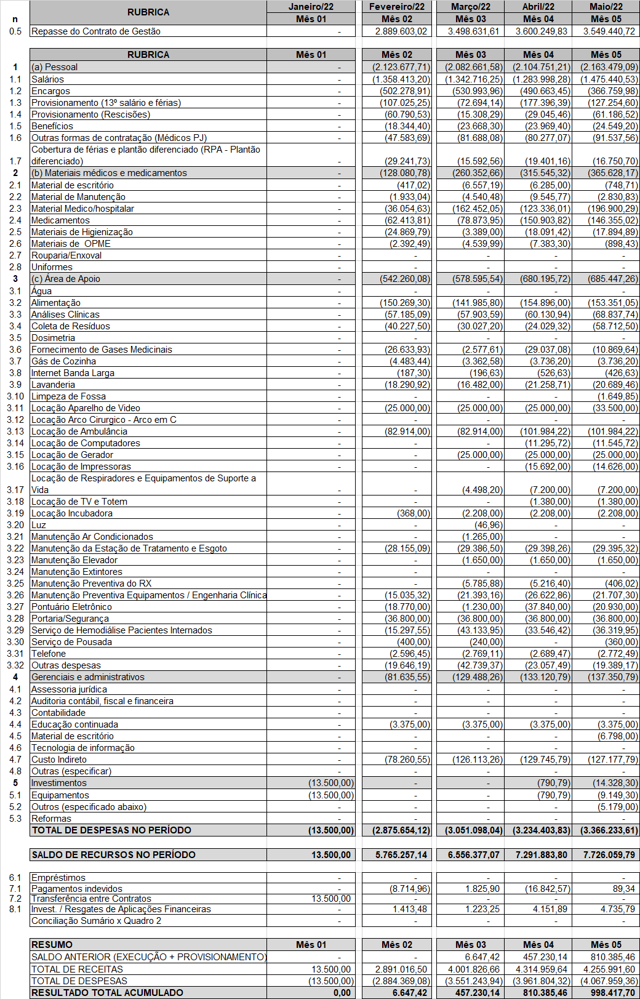 n RUBRICA Janeiro/22 Fevereiro/22 Março/22 Abril/22 Maio/22
Mês 01 Mês 02 Mês 03 Mês 04 Mês 05
0.5 Repasse do Contrato de Gestão - 2.889.603,02 3.498.631,61 3.600.249,83 3.549.440,72
RUBRICA Mês 01 Mês 02 Mês 03 Mês 04 Mês 05
1 (a) Pessoal - (2.123.677,71) (2.082.661,58) (2.104.751,21) (2.163.479,09)
1.1 Salários - (1.358.413,20) (1.342.716,25) (1.283.998,28) (1.475.440,53)
1.2 Encargos - (502.278,91) (530.993,96) (490.663,45) (366.759,98)
1.3 Provisionamento (13º salário e férias) - (107.025,25) (72.694,14) (177.396,39) (127.254,60)
1.4 Provisionamento (Rescisões) - (60.790,53) (15.308,29) (29.045,46) (61.186,52)
1.5 Benefícios - (18.344,40) (23.668,30) (23.969,40) (24.549,20)
1.6 Outras formas de contratação (Médicos PJ) - (47.583,69) (81.688,08) (80.277,07) (91.537,56)
Cobertura de férias e plantão diferenciado (RPA - Plantão
1.7 diferenciado) - (29.241,73) (15.592,56) (19.401,16) (16.750,70)
2 (b) Materiais médicos e medicamentos - (128.080,78) (260.352,66) (315.545,32) (365.628,17)
2.1 Material de escritório - (417,02) (6.557,19) (6.285,00) (748,71)
2.2 Material de Manutenção - (1.933,04) (4.540,48) (9.545,77) (2.830,83)
2.3 Material Medico/hospitalar - (36.054,63) (162.452,05) (123.336,01) (196.900,29)
2.4 Medicamentos - (62.413,81) (78.873,95) (150.903,82) (146.355,02)
2.5 Materiais de Higienização - (24.869,79) (3.389,00) (18.091,42) (17.894,89)
2.6 Materiais de OPME - (2.392,49) (4.539,99) (7.383,30) (898,43)
2.7 Rouparia/Enxoval - - - - -
2.8 Uniformes - - - - -
3 (c) Área de Apoio - (542.260,08) (578.595,54) (680.195,72) (685.447,26)
3.1 Água - - - - -
3.2 Alimentação - (150.269,30) (141.985,80) (154.896,00) (153.351,05)
3.3 Análises Clínicas - (57.185,09) (57.903,59) (60.130,94) (68.837,74)
3.4 Coleta de Resíduos - (40.227,50) (30.027,20) (24.029,32) (58.712,50)
3.5 Dosimetria - - - - -
3.6 Fornecimento de Gases Medicinais - (26.633,93) (2.577,61) (29.037,08) (10.869,64)
3.7 Gás de Cozinha - (4.483,44) (3.362,58) (3.736,20) (3.736,20)
3.8 Internet Banda Larga - (187,30) (196,63) (526,63) (426,63)
3.9 Lavanderia - (18.290,92) (16.482,00) (21.258,71) (20.689,46)
3.10 Limpeza de Fossa - - - - (1.649,85)
3.11 Locação Aparelho de Video - (25.000,00) (25.000,00) (25.000,00) (33.500,00)
3.12 Locação Arco Cirurgico - Arco em C - - - - -
3.13 Locação de Ambulância - (82.914,00) (82.914,00) (101.984,22) (101.984,22)
3.14 Locação de Computadores - - - (11.295,72) (11.545,72)
3.15 Locação de Gerador - - (25.000,00) (25.000,00) (25.000,00)
3.16 Locação de Impressoras - - - (15.692,00) (14.626,00)
Locação de Respiradores e Equipamentos de Suporte a
3.17 Vida - - (4.498,20) (7.200,00) (7.200,00)
3.18 Locação de TV e Totem - - - (1.380,00) (1.380,00)
3.19 Locação Incubadora - (368,00) (2.208,00) (2.208,00) (2.208,00)
3.20 Luz - - (46,96) - -
3.21 Manutenção Ar Condicionados - - (1.265,00) - -
3.22 Manutenção da Estação de Tratamento e Esgoto - (28.155,09) (29.386,50) (29.398,26) (29.395,32)
3.23 Manutenção Elevador - - (1.650,00) (1.650,00) (1.650,00)
3.24 Manutenção Extintores - - - - -
3.25 Manutenção Preventiva do RX - - (5.785,88) (5.216,40) (406,02)
3.26 Manutenção Preventiva Equipamentos / Engenharia Clínica - (15.035,32) (21.393,16) (26.622,86) (21.707,30)
3.27 Pontuário Eletrônico - (18.770,00) (1.230,00) (37.840,00) (20.930,00)
3.28 Portaria/Segurança - (36.800,00) (36.800,00) (36.800,00) (36.800,00)
3.29 Serviço de Hemodiálise Pacientes Internados - (15.297,55) (43.133,95) (33.546,42) (36.319,95)
3.30 Serviço de Pousada - (400,00) (240,00) - (360,00)
3.31 Telefone - (2.596,45) (2.769,11) (2.689,47) (2.772,49)
3.32 Outras despesas - (19.646,19) (42.739,37) (23.057,49) (19.389,17)
4 Gerenciais e administrativos - (81.635,55) (129.488,26) (133.120,79) (137.350,79)
4.1 Assessoria jurídica - - - - -
4.2 Auditoria contábil, fiscal e financeira - - - - -
4.3 Contabilidade - - - - -
4.4 Educação continuada - (3.375,00) (3.375,00) (3.375,00) (3.375,00)
4.5 Material de escritório - - - - (6.798,00)
4.6 Tecnologia de informação - - - - -
4.7 Custo Indireto - (78.260,55) (126.113,26) (129.745,79) (127.177,79)
4.8 Outras (especificar) - - - - -
5 Investimentos (13.500,00) - - (790,79) (14.328,30)
5.1 Equipamentos (13.500,00) - - (790,79) (9.149,30)
5.2 Outros (especificado abaixo) - - - - (5.179,00)
5.3 Reformas - - - - -
TOTAL DE DESPESAS NO PERÍODO (13.500,00) (2.875.654,12) (3.051.098,04) (3.234.403,83) (3.366.233,61)
SALDO DE RECURSOS NO PERÍODO 13.500,00 5.765.257,14 6.556.377,07 7.291.883,80 7.726.059,79
6.1 Empréstimos - - - - -
7.1 Pagamentos indevidos - (8.714,96) 1.825,90 (16.842,57) 89,34
7.2 Transferência entre Contratos 13.500,00 - - - -
8.1 Invest. / Resgates de Aplicações Financeiras - 1.413,48 1.223,25 4.151,89 4.735,79
Conciliação Sumário x Quadro 2 - - - - -
RESUMO Mês 01 Mês 02 Mês 03 Mês 04 Mês 05
SALDO ANTERIOR (EXECUÇÃO + PROVISIONAMENTO) - - 6.647,42 457.230,14 810.385,46
TOTAL DE RECEITAS 13.500,00 2.891.016,50 4.001.826,66 4.314.959,64 4.255.991,60
TOTAL DE DESPESAS (13.500,00) (2.884.369,08) (3.551.243,94) (3.961.804,32) (4.067.959,36)
RESULTADO TOTAL ACUMULADO 0,00 6.647,42 457.230,14 810.385,46 998.417,70